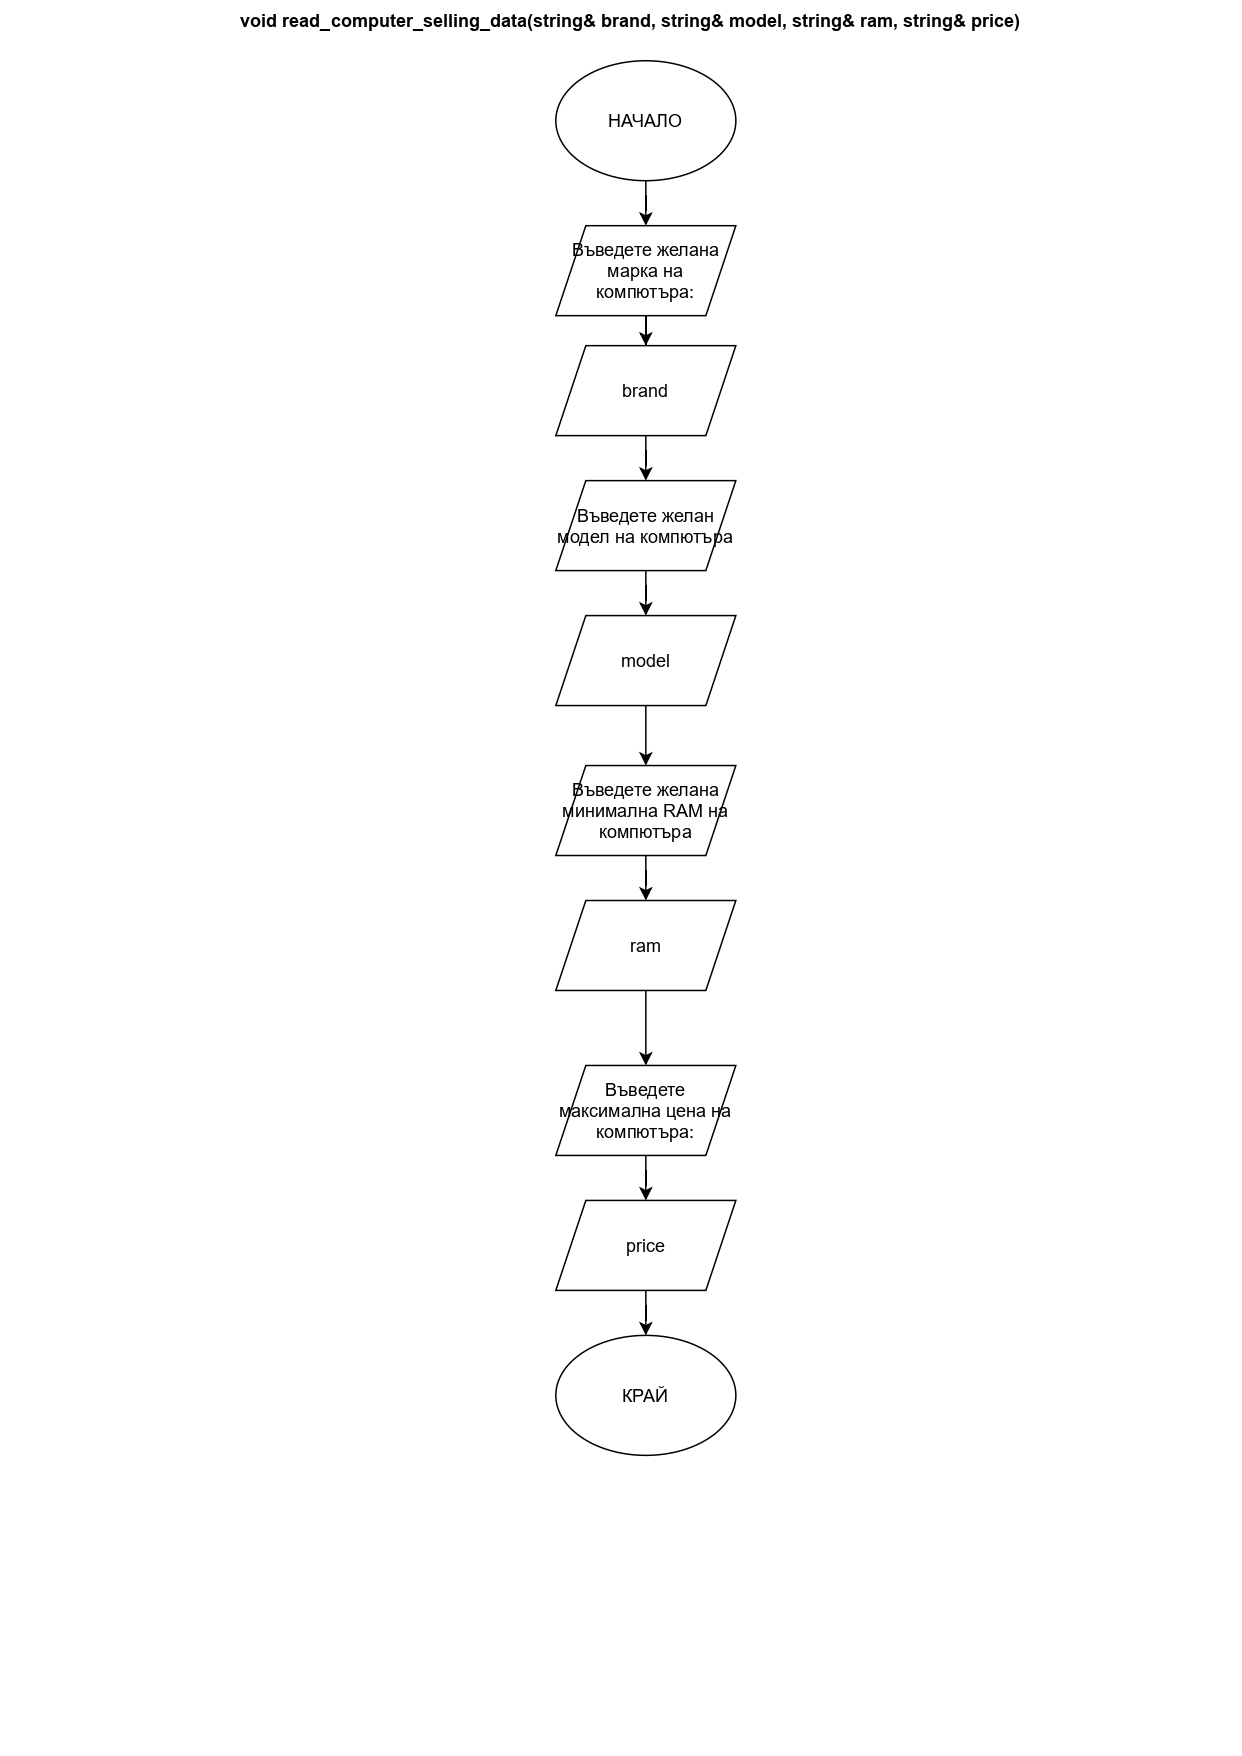 void read_computer_selling_data(string& brand, string& model, string& ram, string& price)
НАЧАЛО
Въведете желана
марка на
компютъра:
brand
Въведете желан
модел на компютъра
model
Въведете желана
минимална RAM на
компютъра
ram
Въведете
максимална цена на
компютъра:
price
КРАЙ